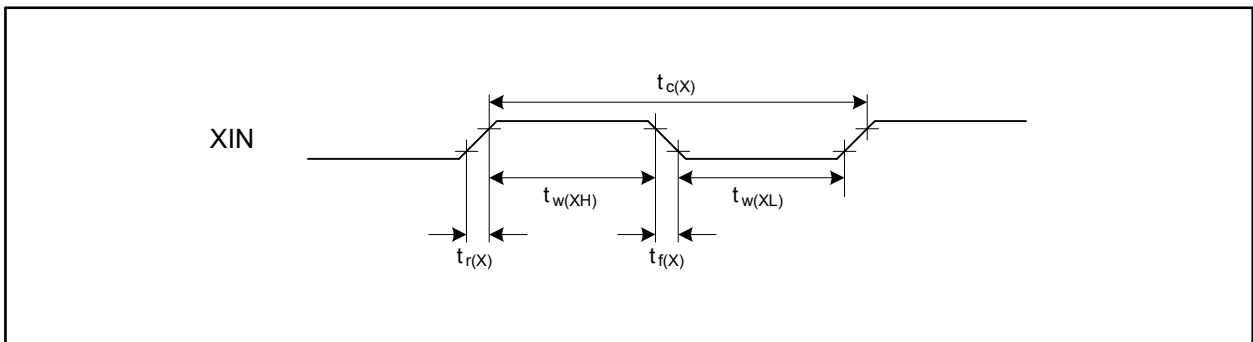 tc(X)
XIN
tw(XH) tw(XL)
tr(X) tf(X)